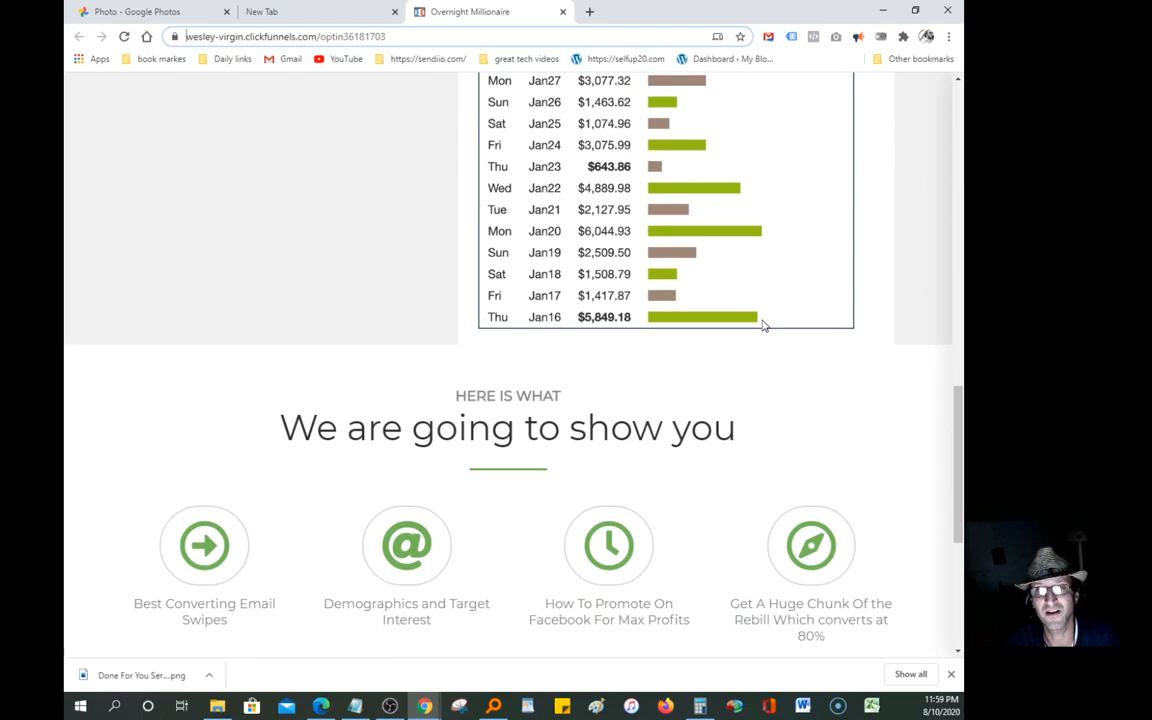 Photo - Google Photos
New Tab
Overnight Millionaire
wesley-virgin.clickfunnels.com/optin36181703
Apps
book markes
Daily links
Gmail
YouTube
https://sendiio.com/
great tech videos
https://selfup20.com
Dashboard ‹ My Blo...
Other bookmarks
Mon Jan27 $3,077.32
Sun Jan26 $1,463.62
Sat Jan25 $1,074.96
Fri Jan24 $3,075.99
Thu Jan23 $643.86
Wed Jan22 $4,889.98
Tue Jan21 $2,127.95
Mon Jan20 $6,044.93
Sun Jan19 $2,509.50
Sat Jan18 $1,508.79
Fri Jan17 $1,417.87
Thu Jan16 $5,849.18
HERE IS WHAT
We are going to show you
Best Converting Email
Swipes
Demographics and Target
Interest
How To Promote On
Facebook For Max Profits
Get A Huge Chunk Of the
Rebill Which converts at
80%
Done For You Ser....png
Show all
11:59 PM
8/10/2020